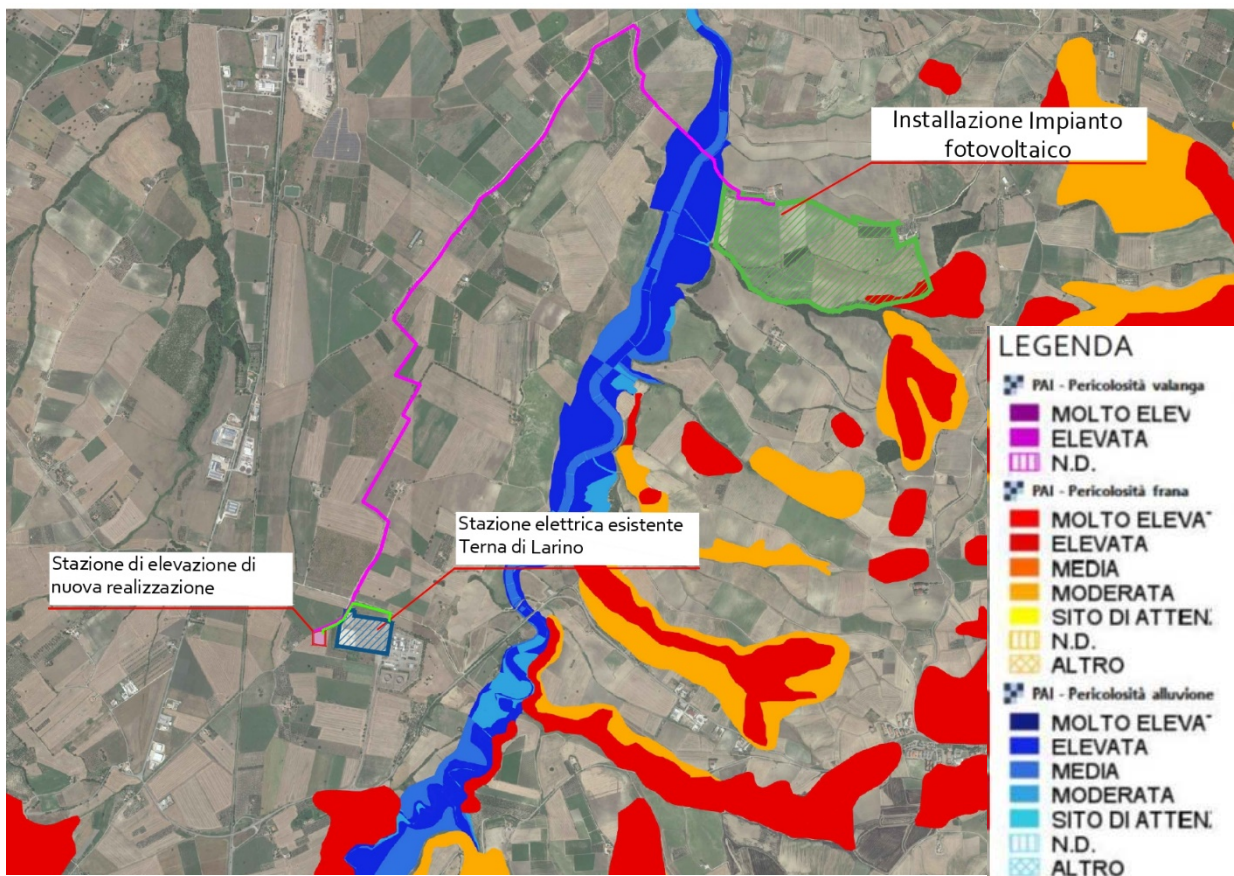 Installazione Impianto
fotovoltaico
Stazione elettrica esistente
Terna di Larino
Stazione di elevazione di
nuova realizzazione
LEGENDA
PAI - Pericolosità valanga
MOLTO ELEV
ELEVATA
N.D.
PAI - Pericolosità frana
MOLTO ELEVAT
ELEVATA
MEDIA
MODERATA
SITO DI ATTEN:
N.D.
ALTRO
PAI - Pericolosità alluvione
MOLTO ELEVAT
ELEVATA
MEDIA
MODERATA
SITO DI ATTEN:
N.D.
ALTRO